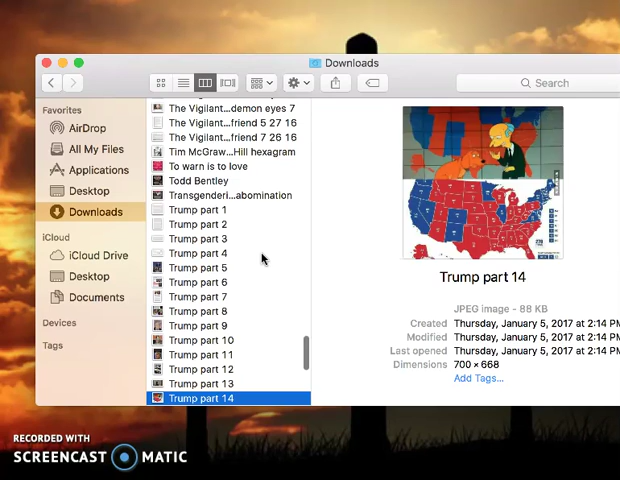 Downloads
Search
Favorites
AirDrop
All My Files
Applications
Desktop
Downloads
iCloud
iCloud Drive
Desktop
Documents
Devices
Tags
The Vigilant...demon eyes 7
The Vigilant...friend 5 27 16
The Vigilant...friend 7 26 16
Tim McGraw...Hill hexagram
To warn is to love
Todd Bentley
Transgenderi...abomination
Trump part 1
Trump part 2
Trump part 3
Trump part 4
Trump part 5
Trump part 6
Trump part 7
Trump part 8
Trump part 9
Trump part 10
Trump part 11
Trump part 12
Trump part 13
Trump part 14
Trump part 14
JPEG image - 88 KB
Created Thursday, January 5, 2017 at 2:14 PM
Modified Thursday, January 5, 2017 at 2:14 PM
Last opened Thursday, January 5, 2017 at 2:14 PM
Dimensions 700 × 668
Add Tags...
RECORDED WITH
SCREENCAST MATIC